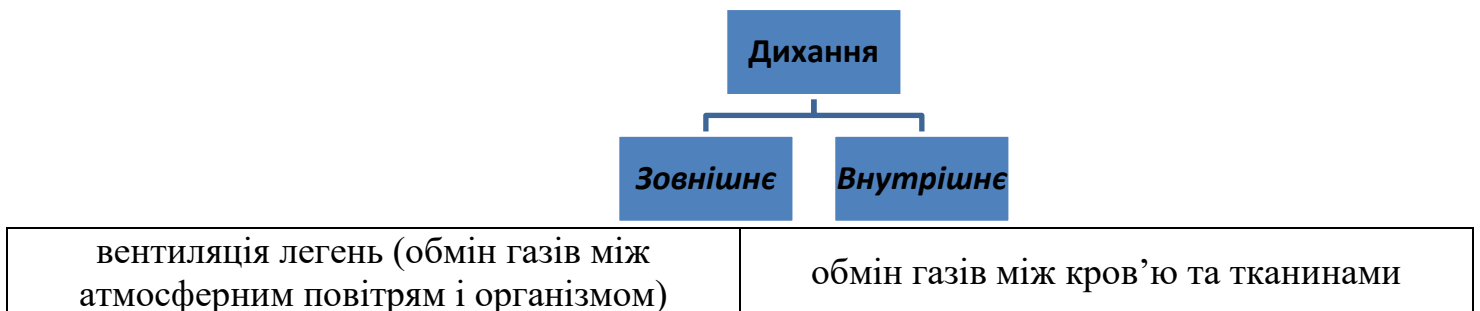 Дихання
Зовнішнє
Внутрішнє
вентиляція легень (обмін газів між
атмосферним повітрям і організмом)
обмін газів між кров’ю та тканинами